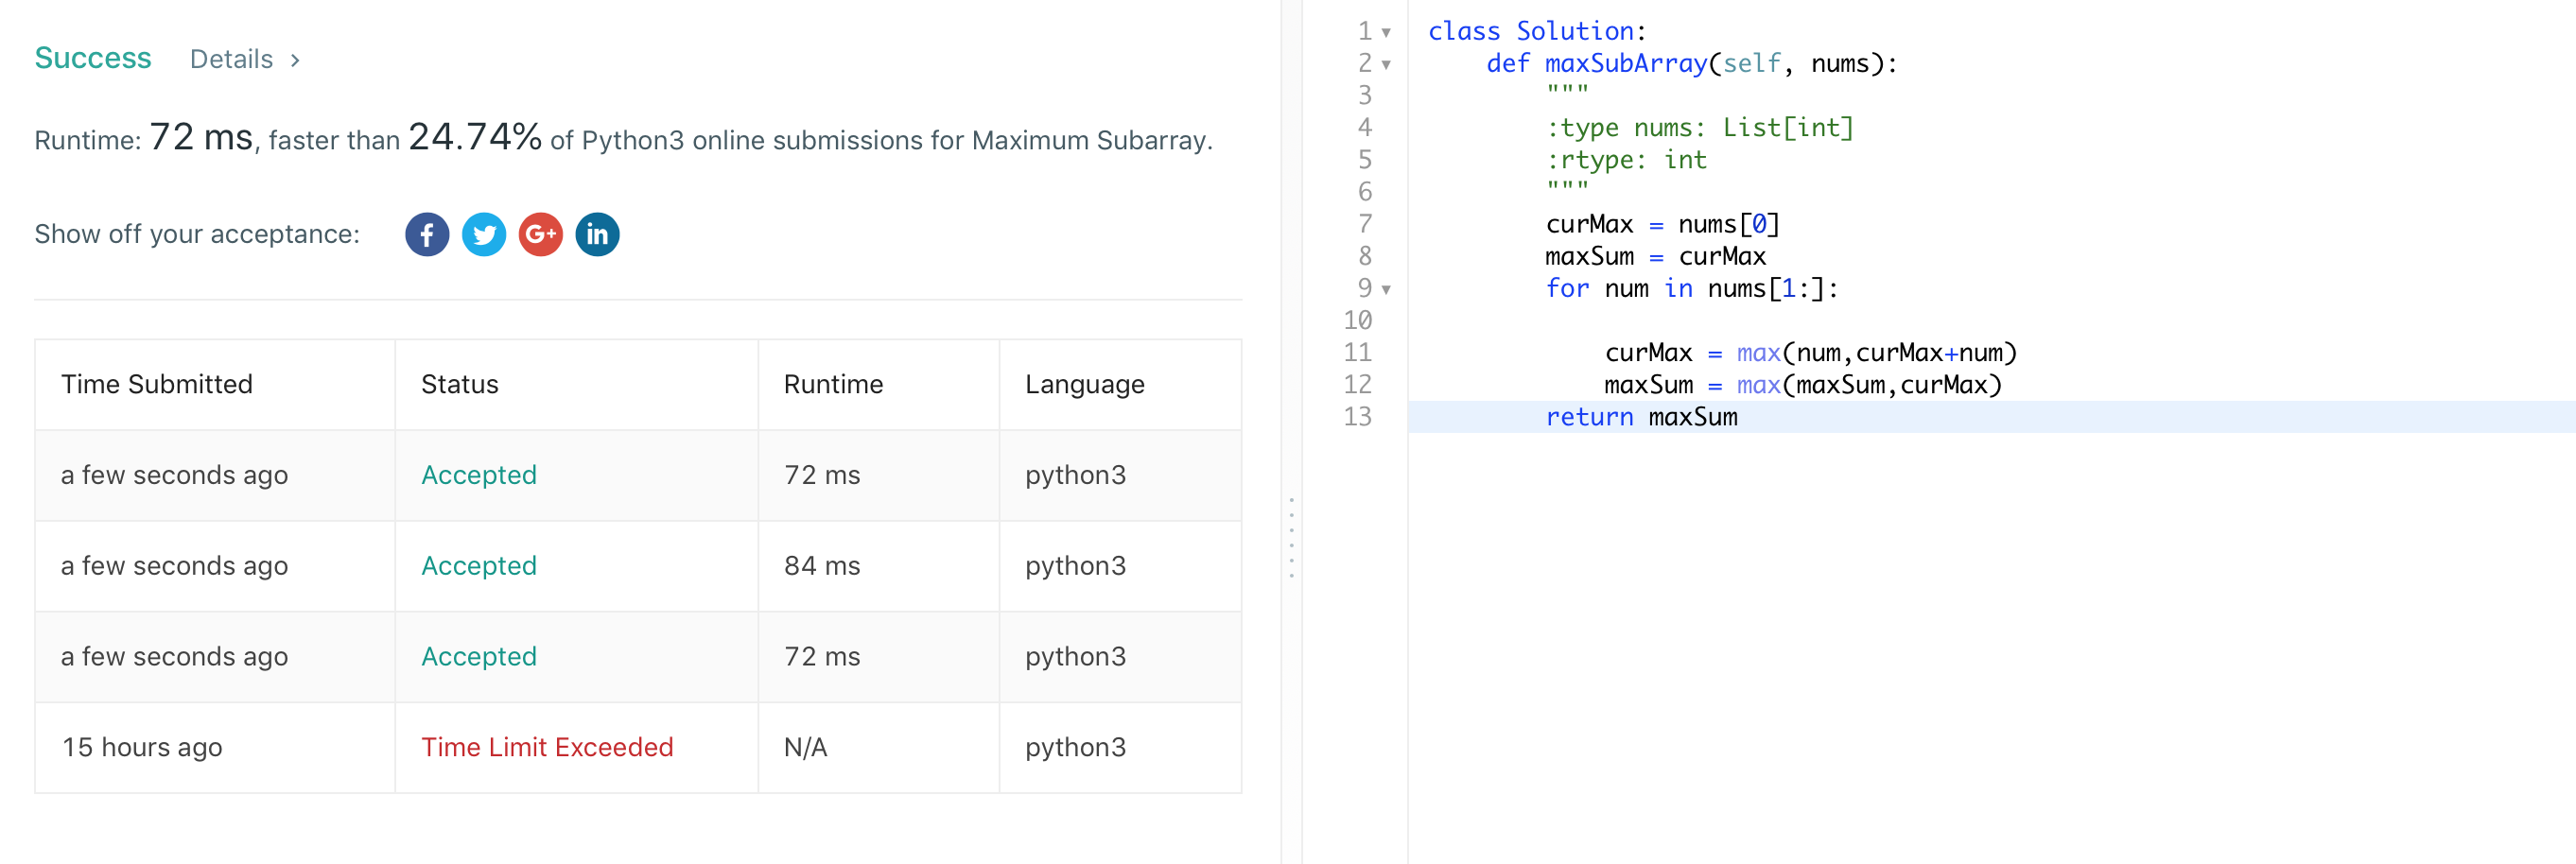 Success Details >
Runtime: 72 ms, faster than 24.74% of Python3 online submissions for Maximum Subarray.
Show off your acceptance: f G+ in
Time Submitted Status Runtime Language
a few seconds ago Accepted 72 ms python3
a few seconds ago Accepted 84 ms python3
a few seconds ago Accepted 72 ms python3
15 hours ago Time Limit Exceeded N/A python3
1 class Solution:
2 def maxSubArray(self, nums):
3 """
4 :type nums: List[int]
5 :rtype: int
6 """
7 curMax = nums[0]
8 maxSum = curMax
9 for num in nums[1:]:
10
11 curMax = max(num,curMax+num)
12 maxSum = max(maxSum,curMax)
13 return maxSum